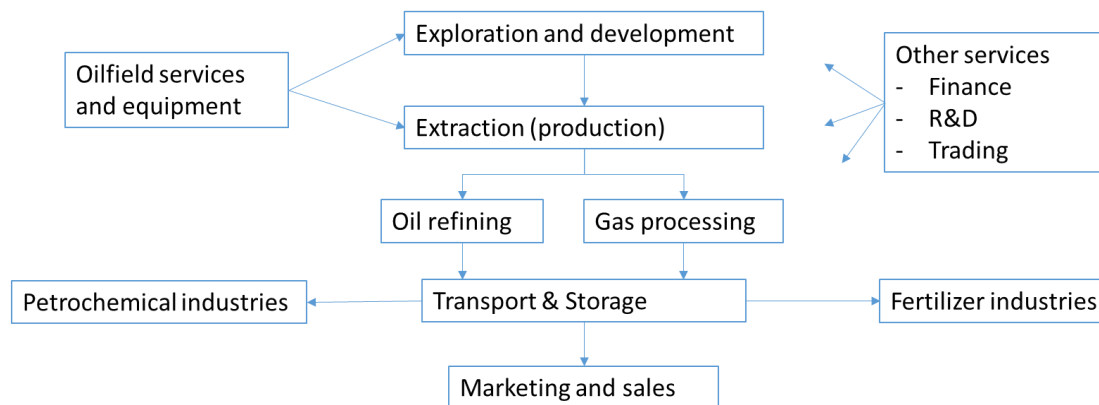 Exploration and development
Oilfield services
and equipment
Other services
- Finance
- R&D
- Trading
Extraction (production)
Oil refining
Gas processing
Petrochemical industries
Transport & Storage
Fertilizer industries
Marketing and sales